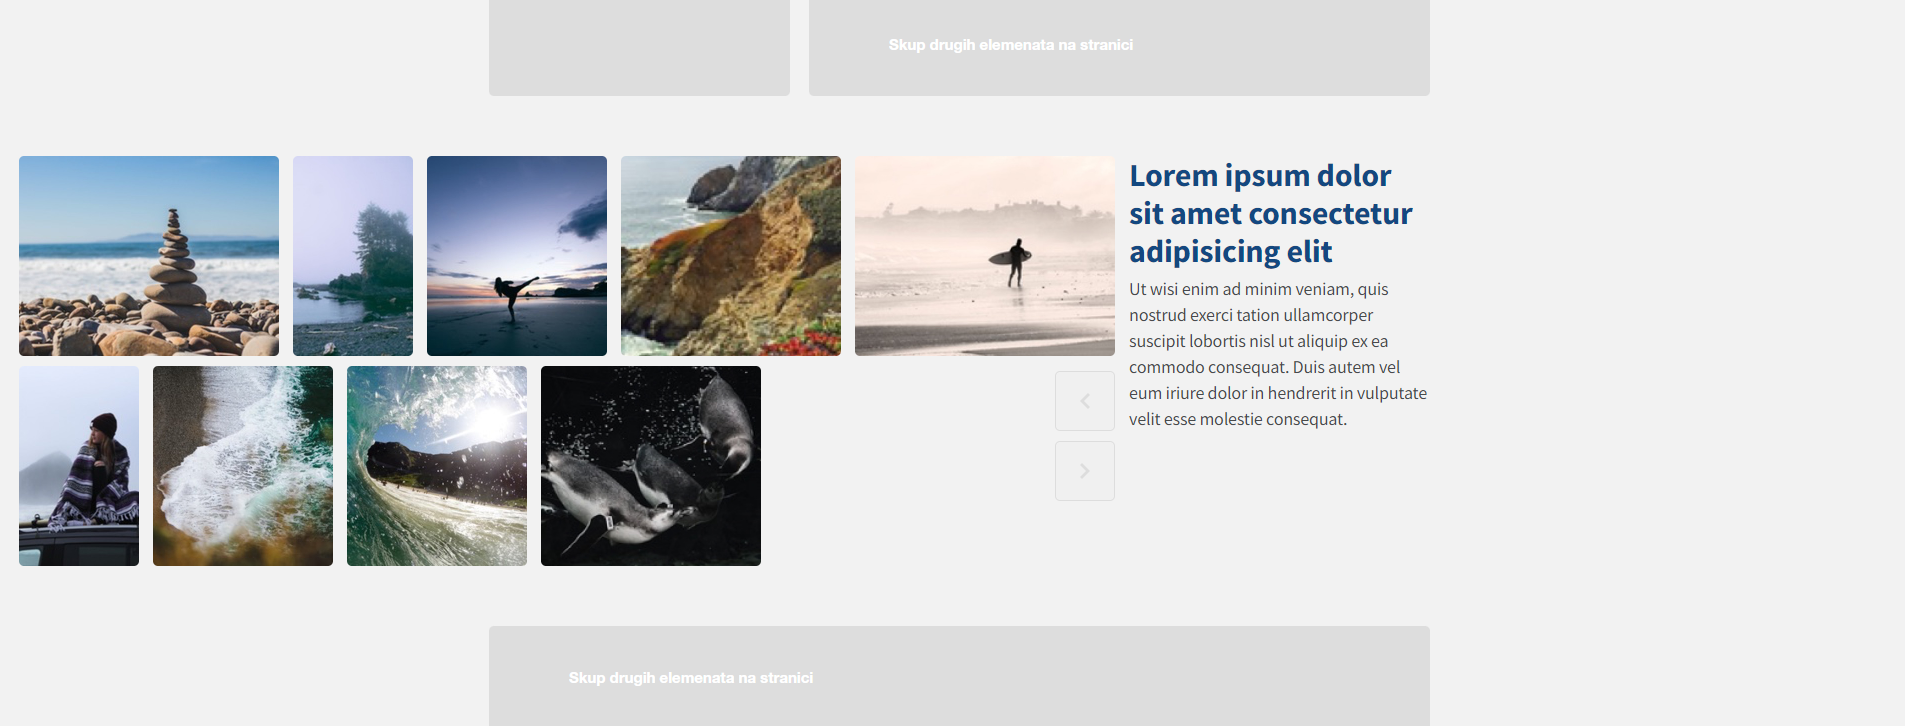 Skup drugih elemenata na stranici
Lorem ipsum dolor
sit amet consectetur
adipisicing elit
Ut wisi enim ad minim veniam, quis
nostrud exerci tation ullamcorper
suscipit lobortis nisl ut aliquip ex ea
commodo consequat. Duis autem vel
eum iriure dolor in hendrerit in vulputate
velit esse molestie consequat.
Skup drugih elemenata na stranici